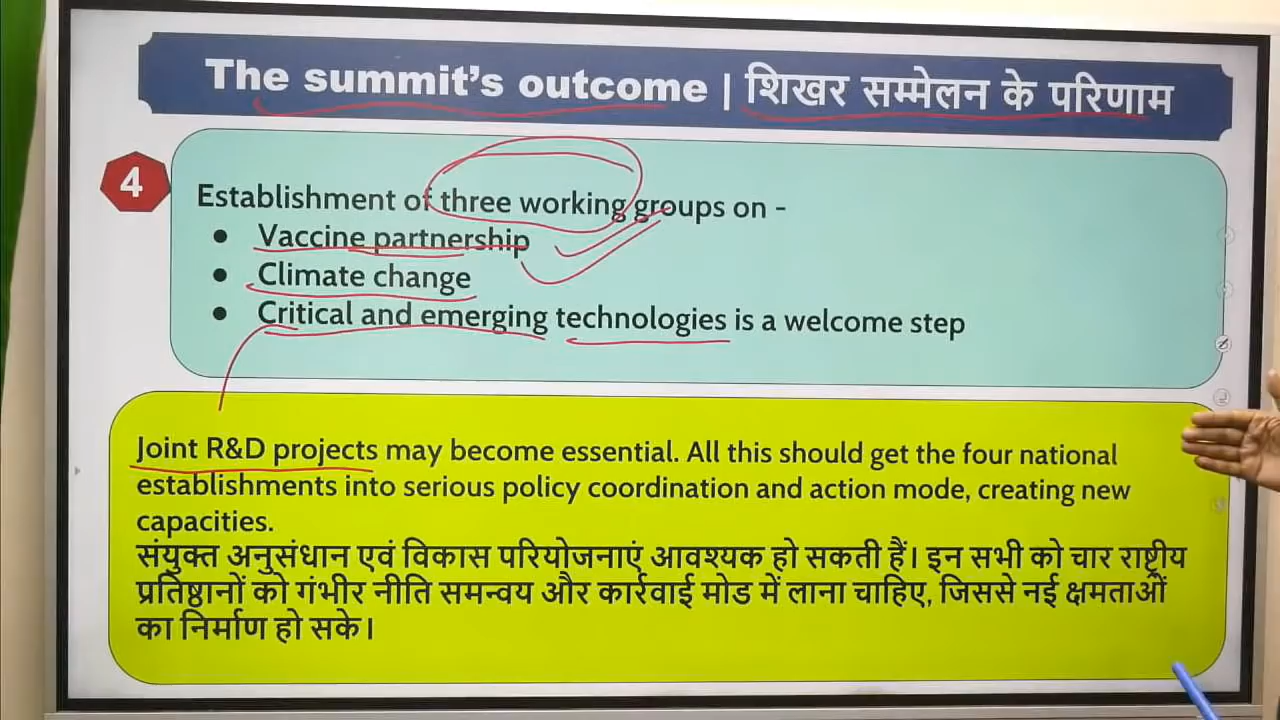 The summit's outcome | शिखर सम्मेलन के परिणाम
4
Establishment of three working groups on -
● Vaccine partnership
● Climate change
● Critical and emerging technologies is a welcome step
Joint R&D projects may become essential. All this should get the four national
establishments into serious policy coordination and action mode, creating new
capacities.
संयुक्त अनुसंधान एवं विकास परियोजनाएं आवश्यक हो सकती हैं। इन सभी को चार राष्ट्रीय
प्रतिष्ठानों को गंभीर नीति समन्वय और कार्रवाई मोड में लाना चाहिए, जिससे नई क्षमताओं
का निर्माण हो सके।